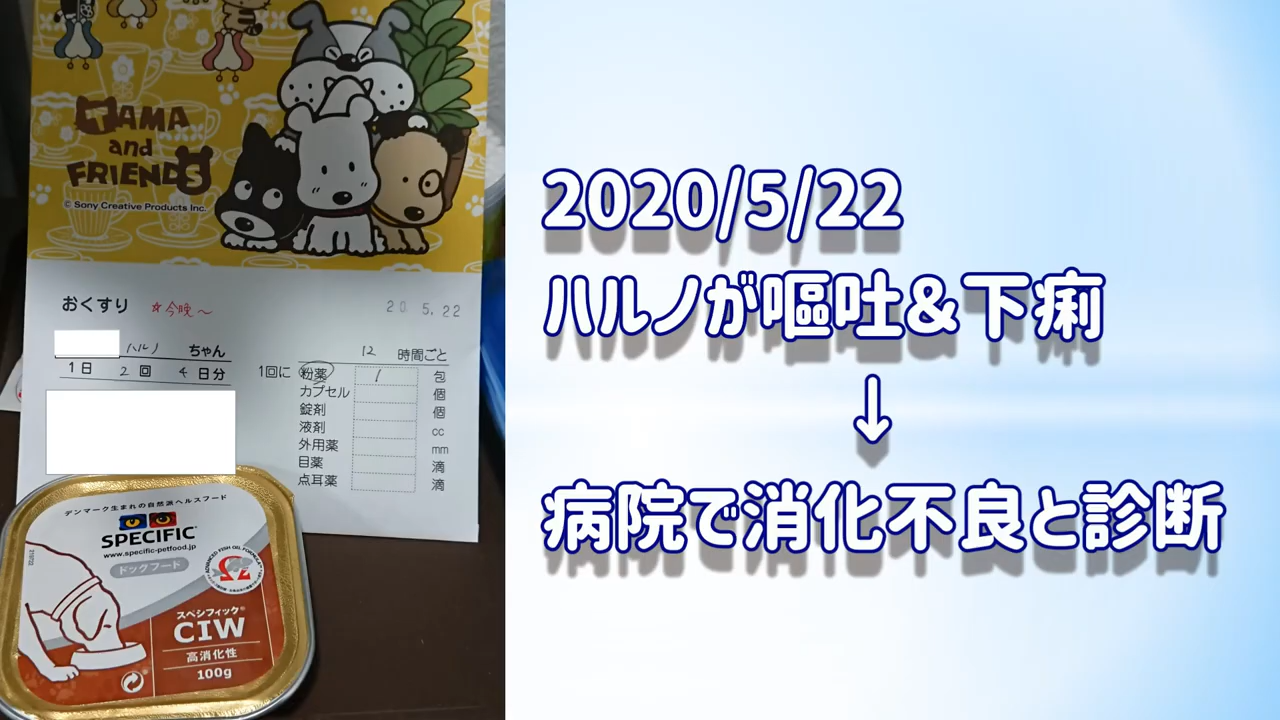 TAMA
and
FRIENDS
© Sony Creative Products Inc.
おくすり ☆今晩〜 20.5.22
ハルノ ちゃん
1日 2回 4日分
12 時間ごと
1回に 粉薬 1 包
カプセル 個
錠剤 個
液剤 cc
外用薬 mm
目薬 滴
点耳薬 滴
デンマーク生まれの自然派ヘルスフード
SPECIFIC
www.specific-petfood.jp
ドッグフード
ADVANCED FISH OIL FORMULA
Ω
スペシフィック®
CIW
高消化性
100g
2020/5/22
ハルノが嘔吐&下痢
↓
病院で消化不良と診断